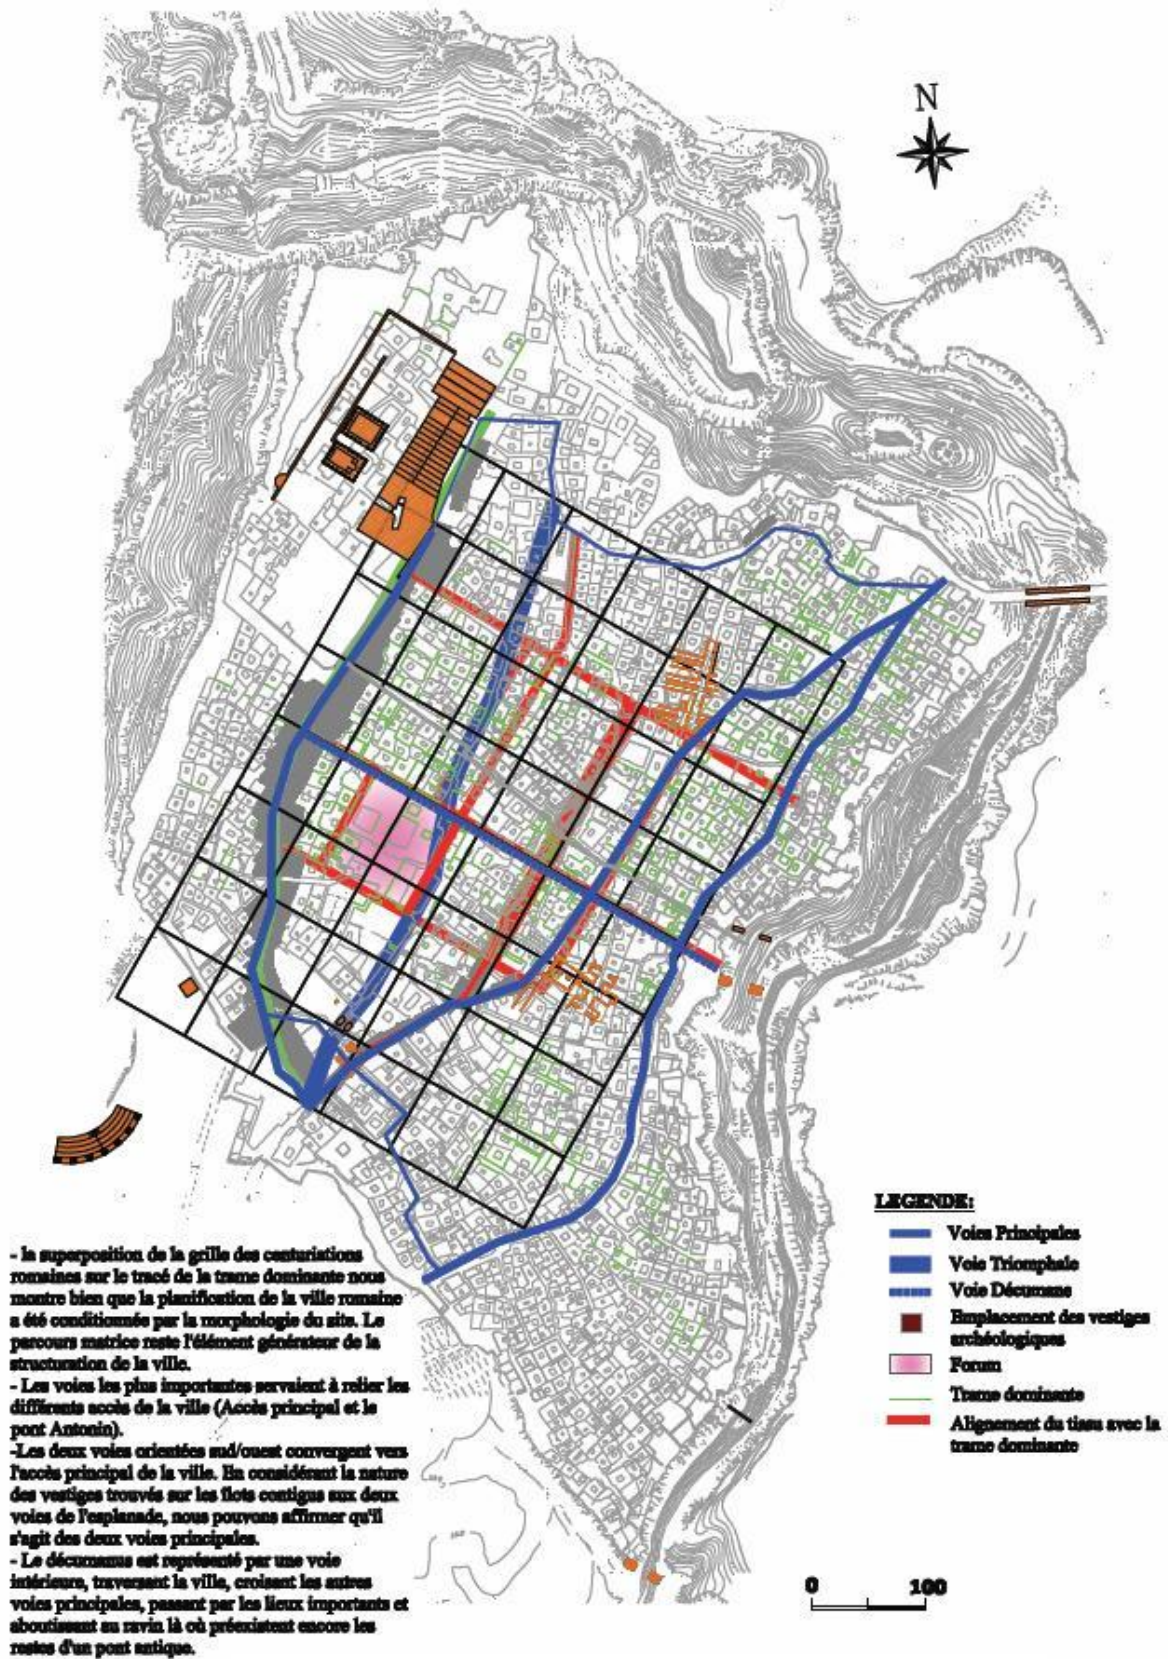 N
LEGENDE:
Voies Principales
Voie Triomphale
Voie Décumane
Emplacement des vestiges
archéologiques
Forum
Trame dominante
Alignement du tissu avec la
trame dominante
0 100
- la superposition de la grille des centuriations
romaines sur le tracé de la trame dominante nous
montre bien que la planification de la ville romaine
a été conditionnée par la morphologie du site. Le
parcours matrice reste l'élément générateur de la
structuration de la ville.
- Les voies les plus importantes servaient à relier les
différents accès de la ville (Accès principal et le
pont Antonin).
-Les deux voies orientées sud/ouest convergent vers
l'accès principal de la ville. En considérant la nature
des vestiges trouvés sur les îlots contigus aux deux
voies de l'esplanade, nous pouvons affirmer qu'il
s'agit des deux voies principales.
- Le décumanus est représenté par une voie
intérieure, traversant la ville, croisant les autres
voies principales, passant par les lieux importants et
aboutissant au ravin là où préexistent encore les
restes d'un pont antique.